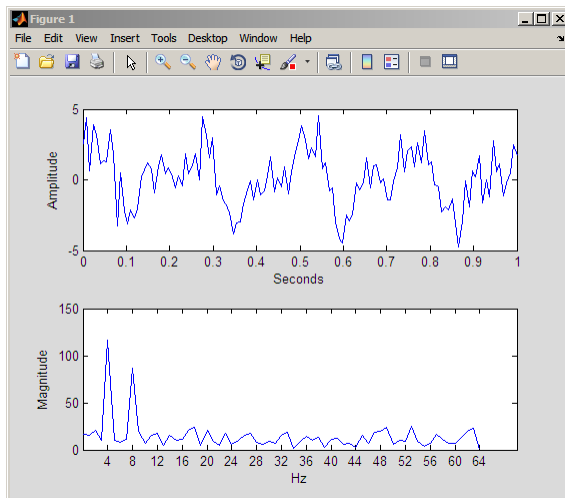 Figure 1
File Edit View Insert Tools Desktop Window Help
5
0
-5
Amplitude
0 0.1 0.2 0.3 0.4 0.5 0.6 0.7 0.8 0.9 1
Seconds
150
100
50
0
Magnitude
4 8 12 16 20 24 28 32 36 40 44 48 52 56 60 64
Hz